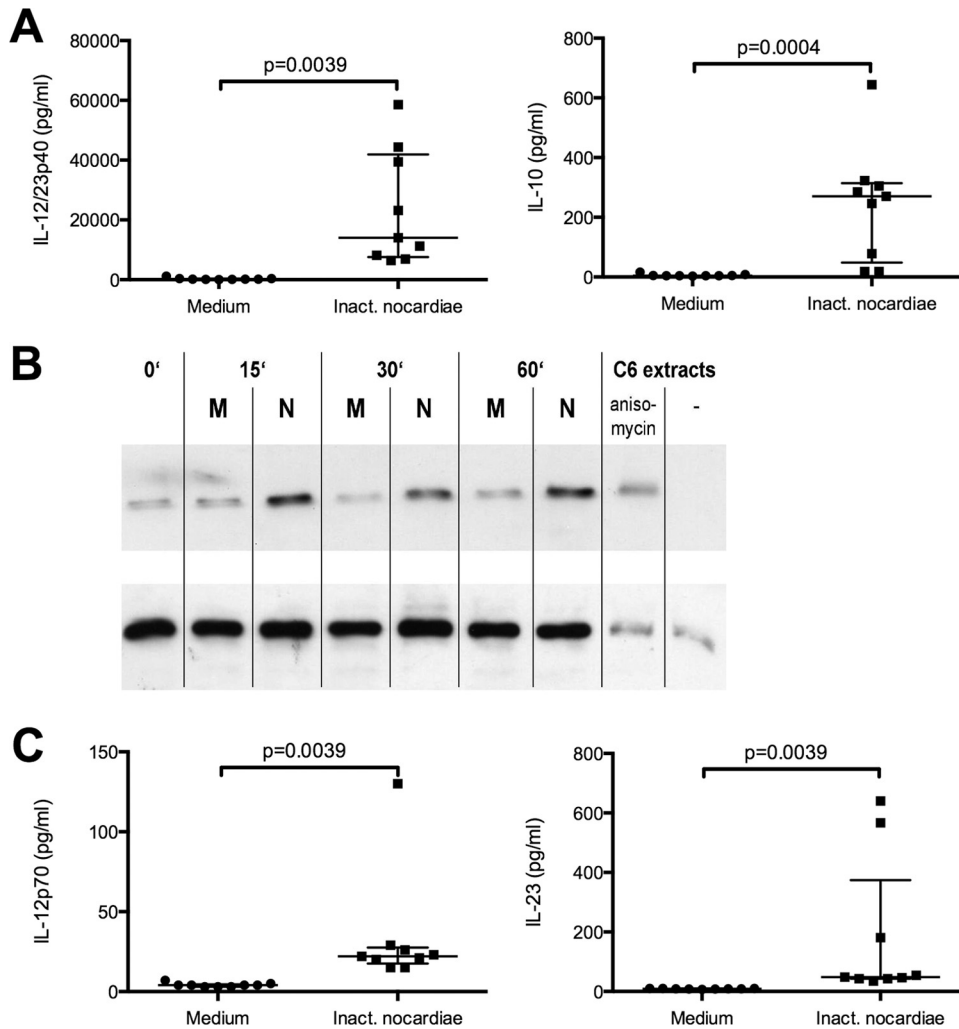 A
IL-12/23p40 (pg/ml)
80000
60000
40000
20000
0
p=0.0039
Medium
Inact. nocardiae
IL-10 (pg/ml)
800
600
400
200
0
p=0.0004
Medium
Inact. nocardiae
B
0‘ 15‘ 30‘ 60‘ C6 extracts
M N M N M N aniso- -
mycin
C
IL-12p70 (pg/ml)
150
100
50
0
p=0.0039
Medium
Inact. nocardiae
IL-23 (pg/ml)
800
600
400
200
0
p=0.0039
Medium
Inact. nocardiae